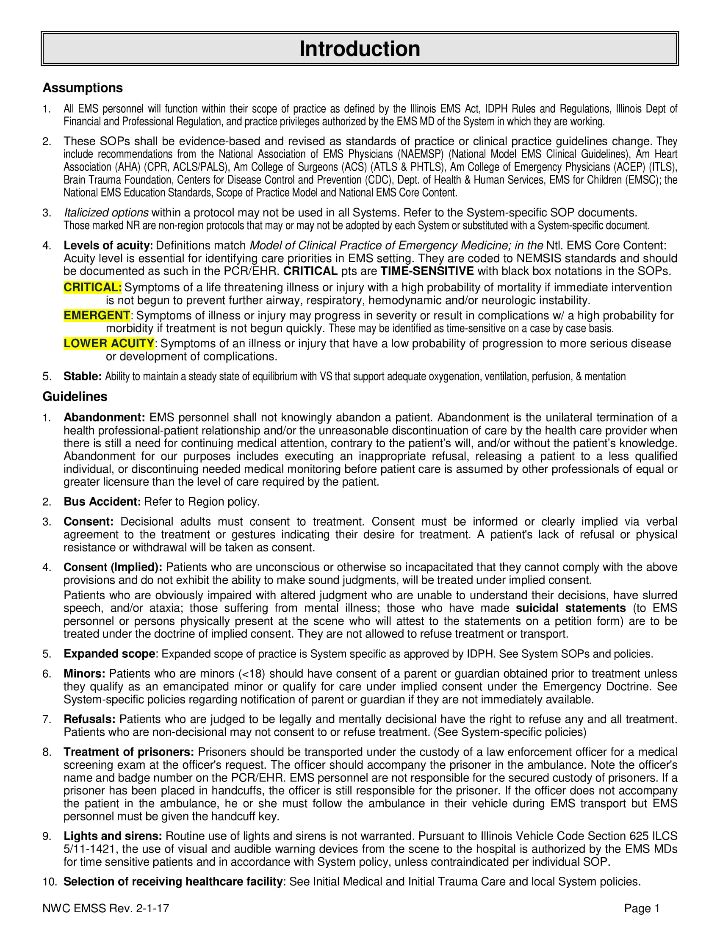 Introduction
Assumptions
1. All EMS personnel will function within their scope of practice as defined by the Illinois EMS Act, IDPH Rules and Regulations, Illinois Dept of
Financial and Professional Regulation, and practice privileges authorized by the EMS MD of the System in which they are working.
2. These SOPs shall be evidence-based and revised as standards of practice or clinical practice guidelines change. They
include recommendations from the National Association of EMS Physicians (NAEMSP) (National Model EMS Clinical Guidelines), Am Heart
Association (AHA) (CPR, ACLS/PALS), Am College of Surgeons (ACS) (ATLS & PHTLS), Am College of Emergency Physicians (ACEP) (ITLS),
Brain Trauma Foundation, Centers for Disease Control and Prevention (CDC), Dept. of Health & Human Services, EMS for Children (EMSC); the
National EMS Education Standards, Scope of Practice Model and National EMS Core Content.
3. Italicized options within a protocol may not be used in all Systems. Refer to the System-specific SOP documents.
Those marked NR are non-region protocols that may or may not be adopted by each System or substituted with a System-specific document.
4. Levels of acuity: Definitions match Model of Clinical Practice of Emergency Medicine; in the Ntl. EMS Core Content:
Acuity level is essential for identifying care priorities in EMS setting. They are coded to NEMSIS standards and should
be documented as such in the PCR/EHR. CRITICAL pts are TIME-SENSITIVE with black box notations in the SOPs.
CRITICAL: Symptoms of a life threatening illness or injury with a high probability of mortality if immediate intervention
is not begun to prevent further airway, respiratory, hemodynamic and/or neurologic instability.
EMERGENT: Symptoms of illness or injury may progress in severity or result in complications w/ a high probability for
morbidity if treatment is not begun quickly. These may be identified as time-sensitive on a case by case basis.
LOWER ACUITY: Symptoms of an illness or injury that have a low probability of progression to more serious disease
or development of complications.
5. Stable: Ability to maintain a steady state of equilibrium with VS that support adequate oxygenation, ventilation, perfusion, & mentation
Guidelines
1. Abandonment: EMS personnel shall not knowingly abandon a patient. Abandonment is the unilateral termination of a
health professional-patient relationship and/or the unreasonable discontinuation of care by the health care provider when
there is still a need for continuing medical attention, contrary to the patient's will, and/or without the patient's knowledge.
Abandonment for our purposes includes executing an inappropriate refusal, releasing a patient to a less qualified
individual, or discontinuing needed medical monitoring before patient care is assumed by other professionals of equal or
greater licensure than the level of care required by the patient.
2. Bus Accident: Refer to Region policy.
3. Consent: Decisional adults must consent to treatment. Consent must be informed or clearly implied via verbal
agreement to the treatment or gestures indicating their desire for treatment. A patient's lack of refusal or physical
resistance or withdrawal will be taken as consent.
4. Consent (Implied): Patients who are unconscious or otherwise so incapacitated that they cannot comply with the above
provisions and do not exhibit the ability to make sound judgments, will be treated under implied consent.
Patients who are obviously impaired with altered judgment who are unable to understand their decisions, have slurred
speech, and/or ataxia; those suffering from mental illness; those who have made suicidal statements (to EMS
personnel or persons physically present at the scene who will attest to the statements on a petition form) are to be
treated under the doctrine of implied consent. They are not allowed to refuse treatment or transport.
5. Expanded scope: Expanded scope of practice is System specific as approved by IDPH. See System SOPs and policies.
6. Minors: Patients who are minors (<18) should have consent of a parent or guardian obtained prior to treatment unless
they qualify as an emancipated minor or qualify for care under implied consent under the Emergency Doctrine. See
System-specific policies regarding notification of parent or guardian if they are not immediately available.
7. Refusals: Patients who are judged to be legally and mentally decisional have the right to refuse any and all treatment.
Patients who are non-decisional may not consent to or refuse treatment. (See System-specific policies)
8. Treatment of prisoners: Prisoners should be transported under the custody of a law enforcement officer for a medical
screening exam at the officer's request. The officer should accompany the prisoner in the ambulance. Note the officer's
name and badge number on the PCR/EHR. EMS personnel are not responsible for the secured custody of prisoners. If a
prisoner has been placed in handcuffs, the officer is still responsible for the prisoner. If the officer does not accompany
the patient in the ambulance, he or she must follow the ambulance in their vehicle during EMS transport but EMS
personnel must be given the handcuff key.
9. Lights and sirens: Routine use of lights and sirens is not warranted. Pursuant to Illinois Vehicle Code Section 625 ILCS
5/11-1421, the use of visual and audible warning devices from the scene to the hospital is authorized by the EMS MDs
for time sensitive patients and in accordance with System policy, unless contraindicated per individual SOP.
10. Selection of receiving healthcare facility: See Initial Medical and Initial Trauma Care and local System policies.
NWC EMSS Rev. 2-1-17 Page 1